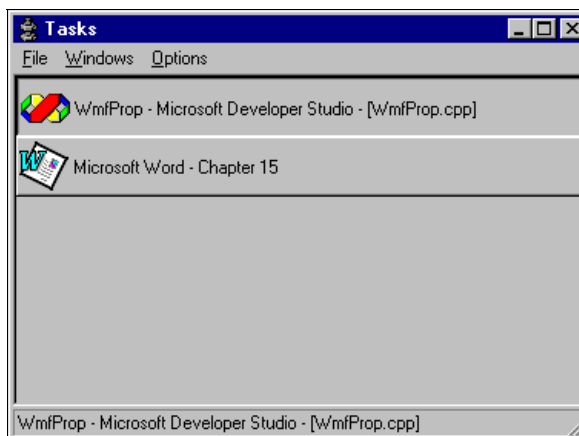 Tasks
File Windows Options
WmfProp - Microsoft Developer Studio - [WmfProp.cpp]
Microsoft Word - Chapter 15
WmfProp - Microsoft Developer Studio - [WmfProp.cpp]